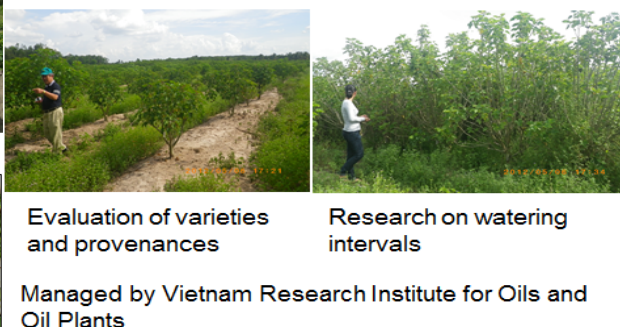 Evaluation of varieties
and provenances
Research on watering
intervals
Managed by Vietnam Research Institute for Oils and
Oil Plants